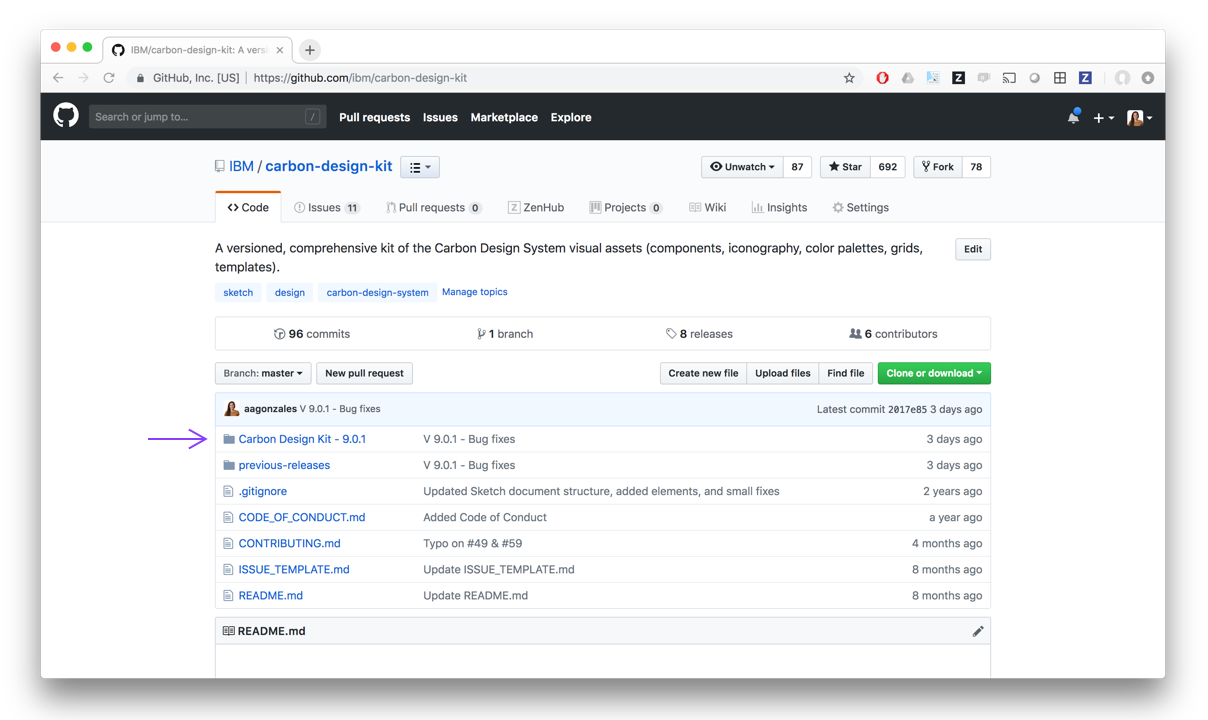 IBM/carbon-design-kit: A versi
GitHub, Inc. [US] | https://github.com/ibm/carbon-design-kit
Search or jump to... / Pull requests Issues Marketplace Explore
IBM / carbon-design-kit Unwatch 87 Star 692 Fork 78
Code Issues 11 Pull requests 0 ZenHub Projects 0 Wiki Insights Settings
A versioned, comprehensive kit of the Carbon Design System visual assets (components, iconography, color palettes, grids, Edit
templates).
sketch design carbon-design-system Manage topics
96 commits 1 branch 8 releases 6 contributors
Branch: master New pull request Create new file Upload files Find file Clone or download
aagonzales V 9.0.1 - Bug fixes Latest commit 2017e85 3 days ago
Carbon Design Kit - 9.0.1 V 9.0.1 - Bug fixes 3 days ago
previous-releases V 9.0.1 - Bug fixes 3 days ago
.gitignore Updated Sketch document structure, added elements, and small fixes 2 years ago
CODE_OF_CONDUCT.md Added Code of Conduct a year ago
CONTRIBUTING.md Typo on #49 & #59 4 months ago
ISSUE_TEMPLATE.md Update ISSUE_TEMPLATE.md 8 months ago
README.md Update README.md 8 months ago
README.md